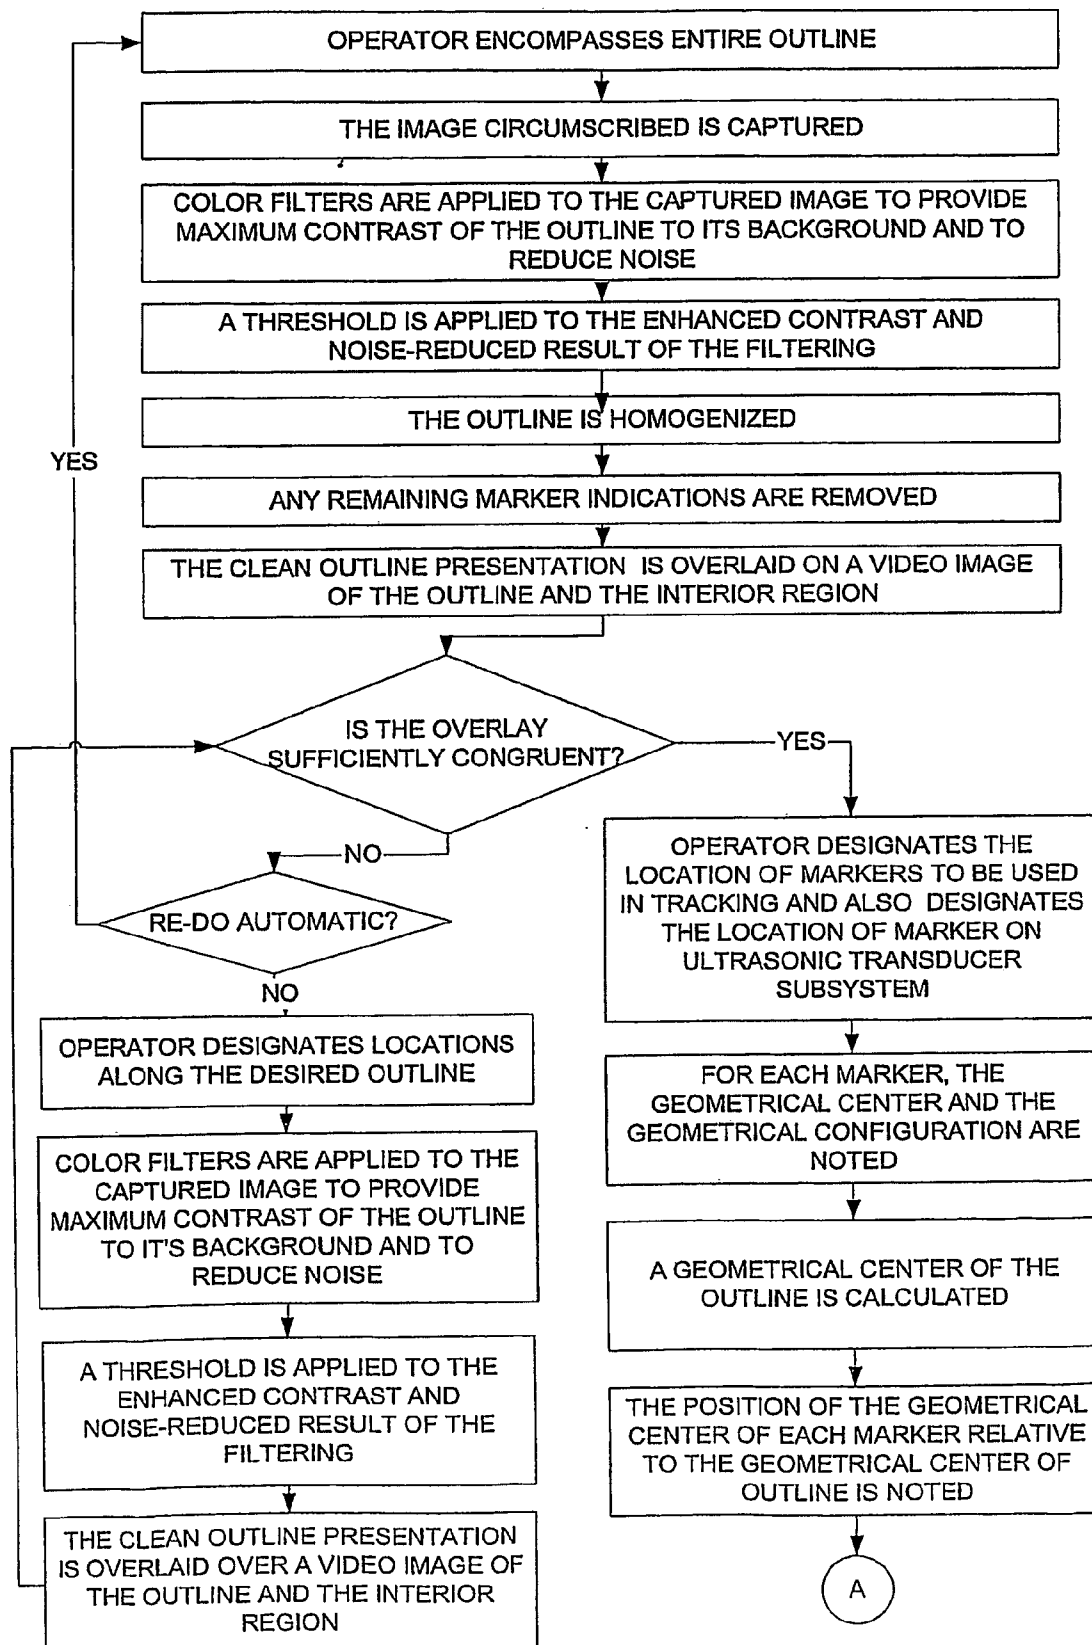 OPERATOR ENCOMPASSES ENTIRE OUTLINE
THE IMAGE CIRCUMSCRIBED IS CAPTURED
COLOR FILTERS ARE APPLIED TO THE CAPTURED IMAGE TO PROVIDE
MAXIMUM CONTRAST OF THE OUTLINE TO ITS BACKGROUND AND TO
REDUCE NOISE
A THRESHOLD IS APPLIED TO THE ENHANCED CONTRAST AND
NOISE-REDUCED RESULT OF THE FILTERING
THE OUTLINE IS HOMOGENIZED
YES
ANY REMAINING MARKER INDICATIONS ARE REMOVED
THE CLEAN OUTLINE PRESENTATION IS OVERLAID ON A VIDEO IMAGE
OF THE OUTLINE AND THE INTERIOR REGION
IS THE OVERLAY
SUFFICIENTLY CONGRUENT?
YES
NO
RE-DO AUTOMATIC?
NO
OPERATOR DESIGNATES LOCATIONS
ALONG THE DESIRED OUTLINE
COLOR FILTERS ARE APPLIED TO THE
CAPTURED IMAGE TO PROVIDE
MAXIMUM CONTRAST OF THE OUTLINE
TO IT'S BACKGROUND AND TO
REDUCE NOISE
A THRESHOLD IS APPLIED TO THE
ENHANCED CONTRAST AND
NOISE-REDUCED RESULT OF THE
FILTERING
THE CLEAN OUTLINE PRESENTATION
IS OVERLAID OVER A VIDEO IMAGE OF
THE OUTLINE AND THE INTERIOR
REGION
OPERATOR DESIGNATES THE
LOCATION OF MARKERS TO BE USED
IN TRACKING AND ALSO DESIGNATES
THE LOCATION OF MARKER ON
ULTRASONIC TRANSDUCER
SUBSYSTEM
FOR EACH MARKER, THE
GEOMETRICAL CENTER AND THE
GEOMETRICAL CONFIGURATION ARE
NOTED
A GEOMETRICAL CENTER OF THE
OUTLINE IS CALCULATED
THE POSITION OF THE GEOMETRICAL
CENTER OF EACH MARKER RELATIVE
TO THE GEOMETRICAL CENTER OF
OUTLINE IS NOTED
A